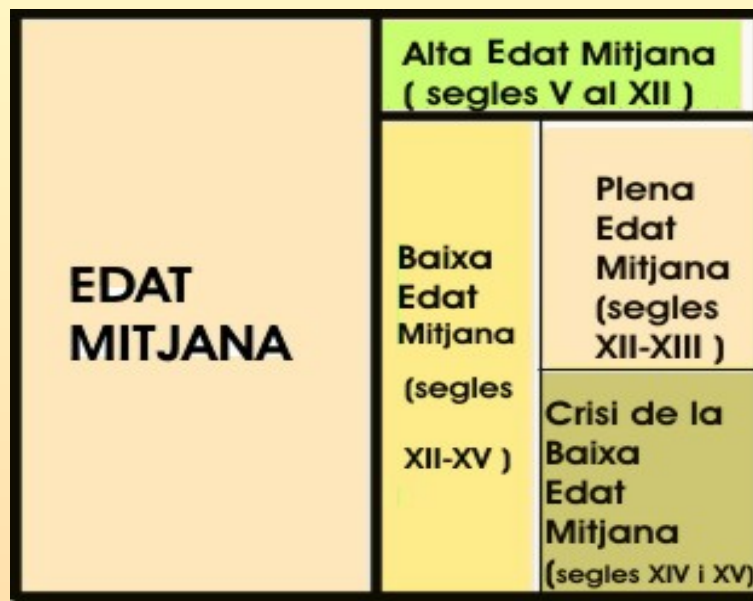 EDAT
MITJANA
Alta Edat Mitjana
( segles V al XII )
Baixa
Edat
Mitjana
(segles
XII-XV )
Plena
Edat
Mitjana
(segles
XII-XIII )
Crisi de la
Baixa
Edat
Mitjana
(segles XIV i XV)